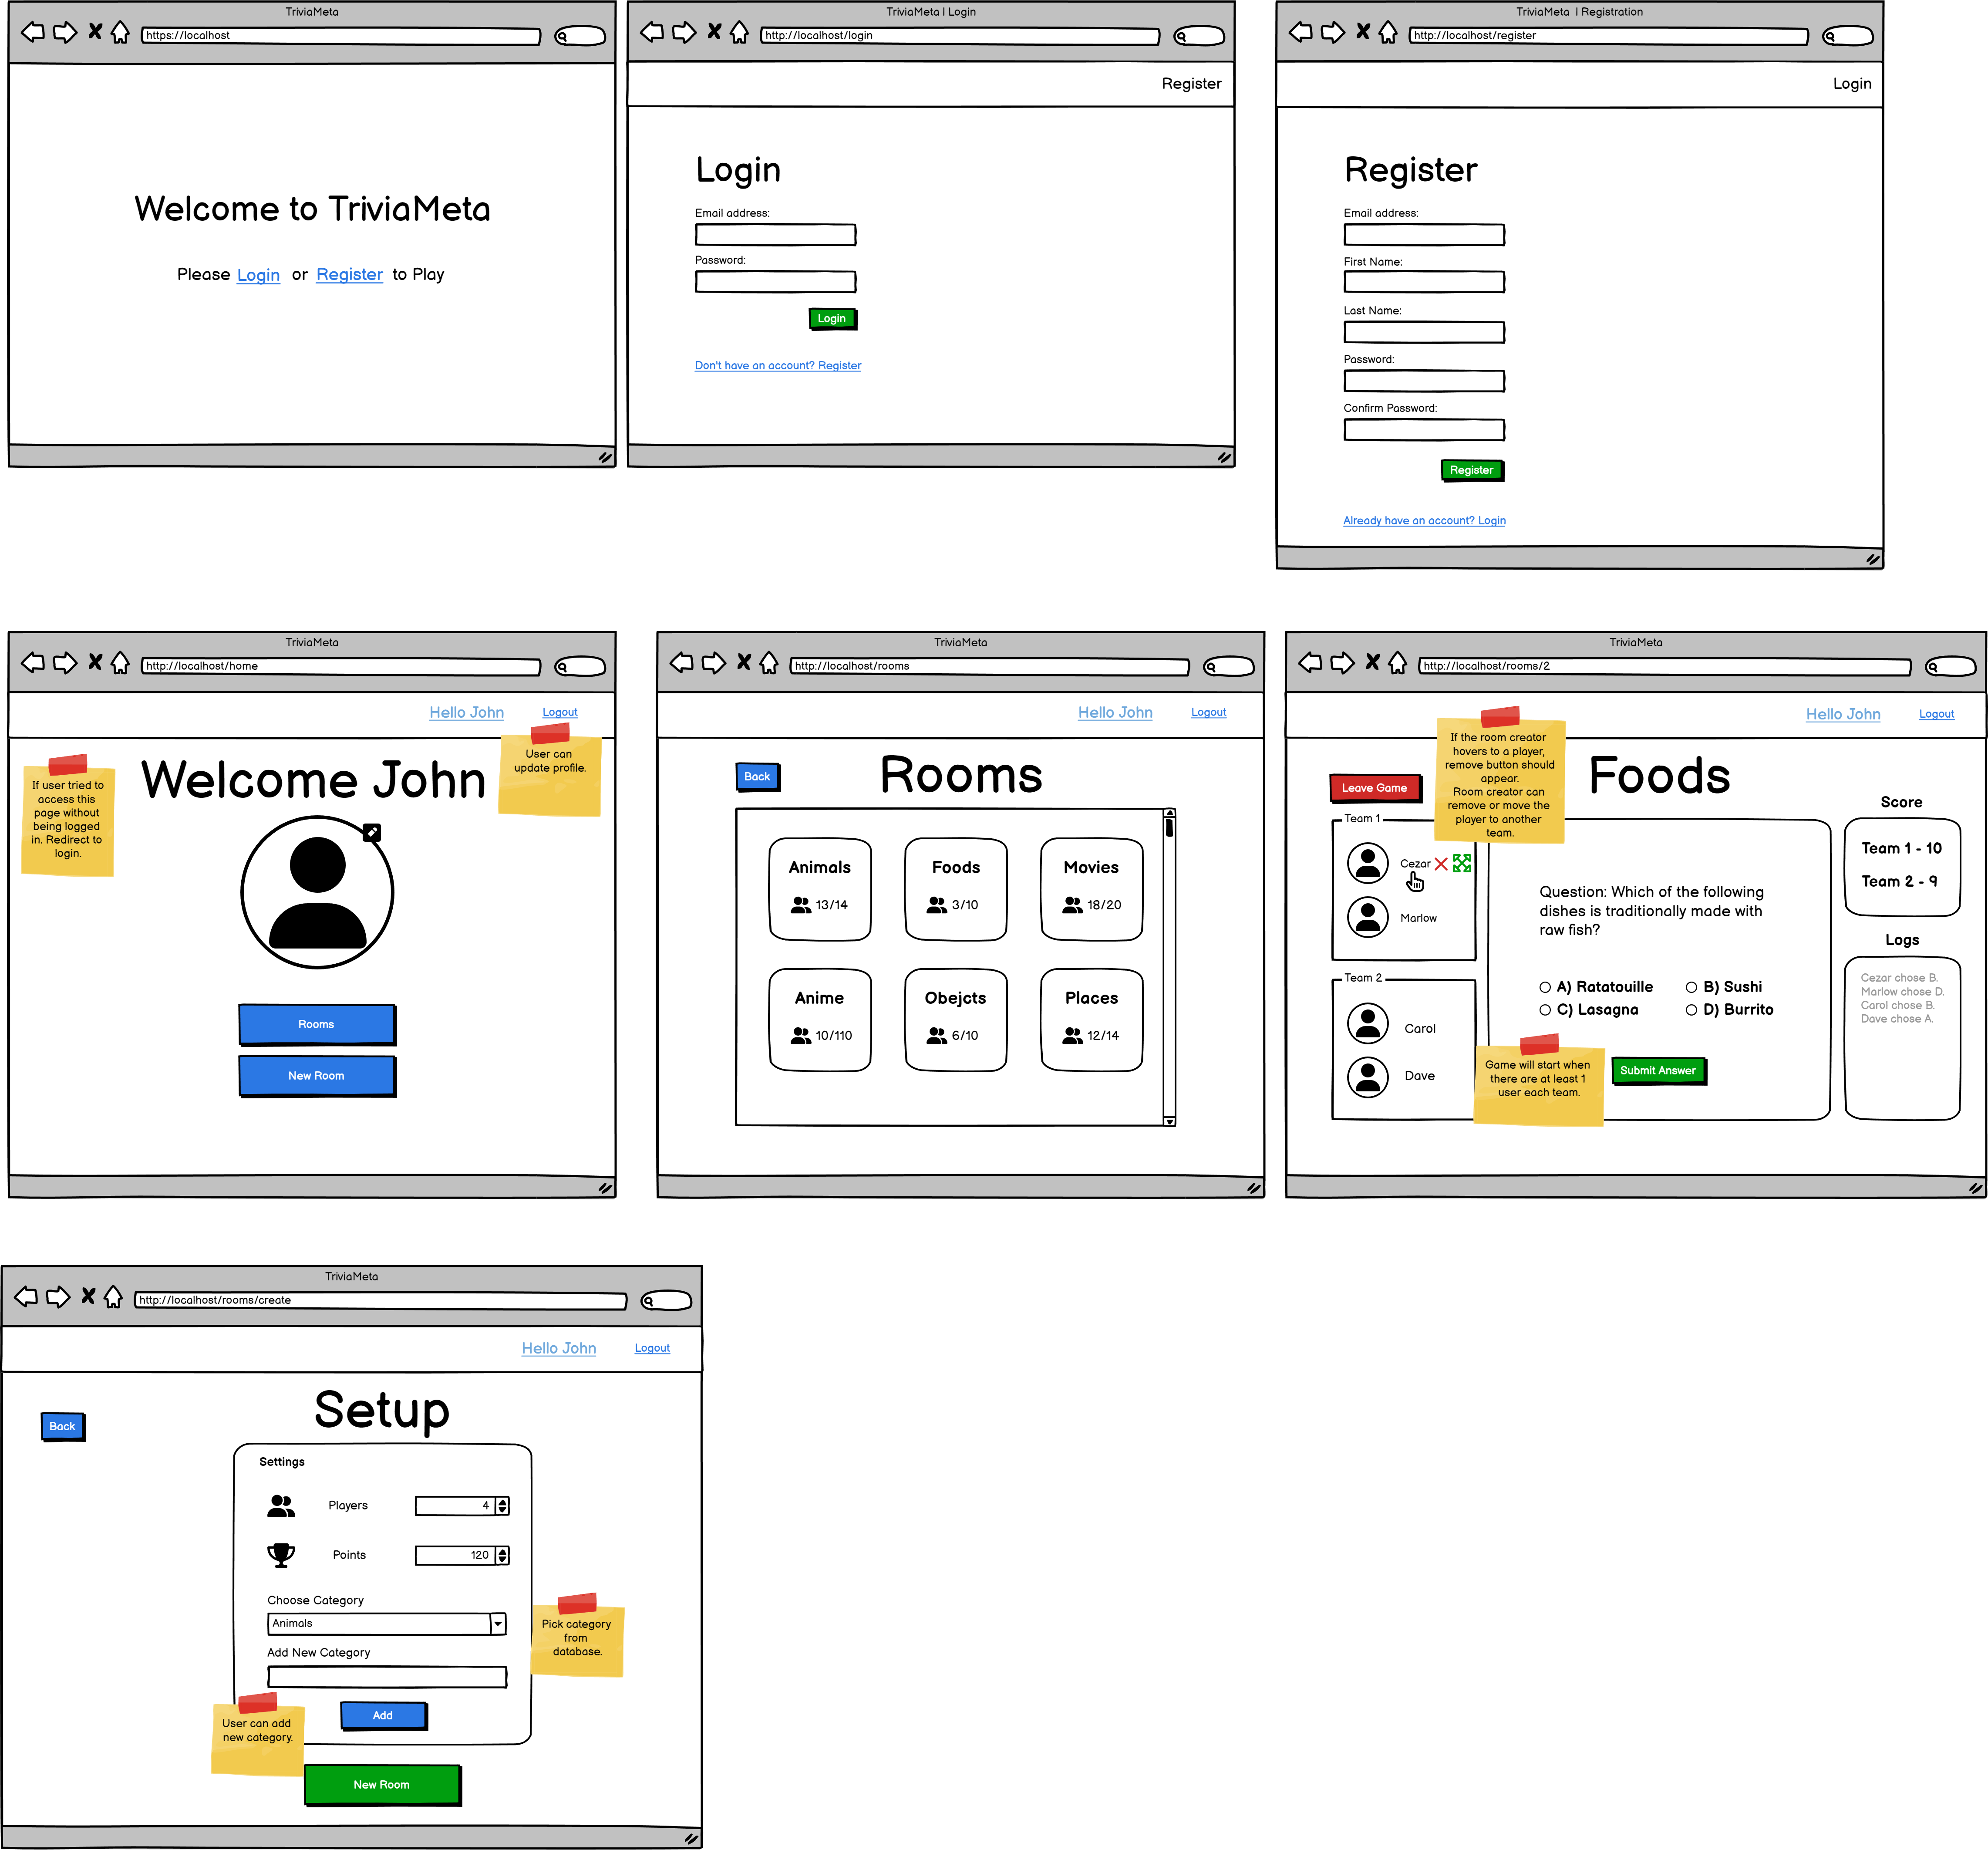 TriviaMeta
https://localhost
Welcome to TriviaMeta
Please Login or Register to Play
TriviaMeta | Login
http://localhost/login
Register
Login
Email address:
Password:
Login
Don't have an account? Register
TriviaMeta | Registration
http://localhost/register
Login
Register
Email address:
First Name:
Last Name:
Password:
Confirm Password:
Register
Already have an account? Login
TriviaMeta
http://localhost/home
Hello John
Logout
User can
update profile.
If user tried to
access this
page without
being logged
in. Redirect to
login.
Welcome John
Rooms
New Room
TriviaMeta
http://localhost/rooms
Hello John
Logout
Back
Rooms
Animals
13/14
Foods
3/10
Movies
18/20
Anime
10/110
Obejcts
6/10
Places
12/14
TriviaMeta
http://localhost/rooms/2
Hello John
Logout
If the room creator
hovers to a player,
remove button should
appear.
Room creator can
remove or move the
player to another
team.
Leave Game
Foods
Team 1
Cezar
Marlow
Team 2
Carol
Dave
Question: Which of the following
dishes is traditionally made with
raw fish?
A) Ratatouille
B) Sushi
C) Lasagna
D) Burrito
Game will start when
there are at least 1
user each team.
Submit Answer
Score
Team 1 - 10
Team 2 - 9
Logs
Cezar chose B.
Marlow chose D.
Carol chose B.
Dave chose A.
TriviaMeta
http://localhost/rooms/create
Hello John
Logout
Back
Setup
Settings
Players
4
Points
120
Choose Category
Animals
Add New Category
Add
Pick category
from
database.
User can add
new category.
New Room